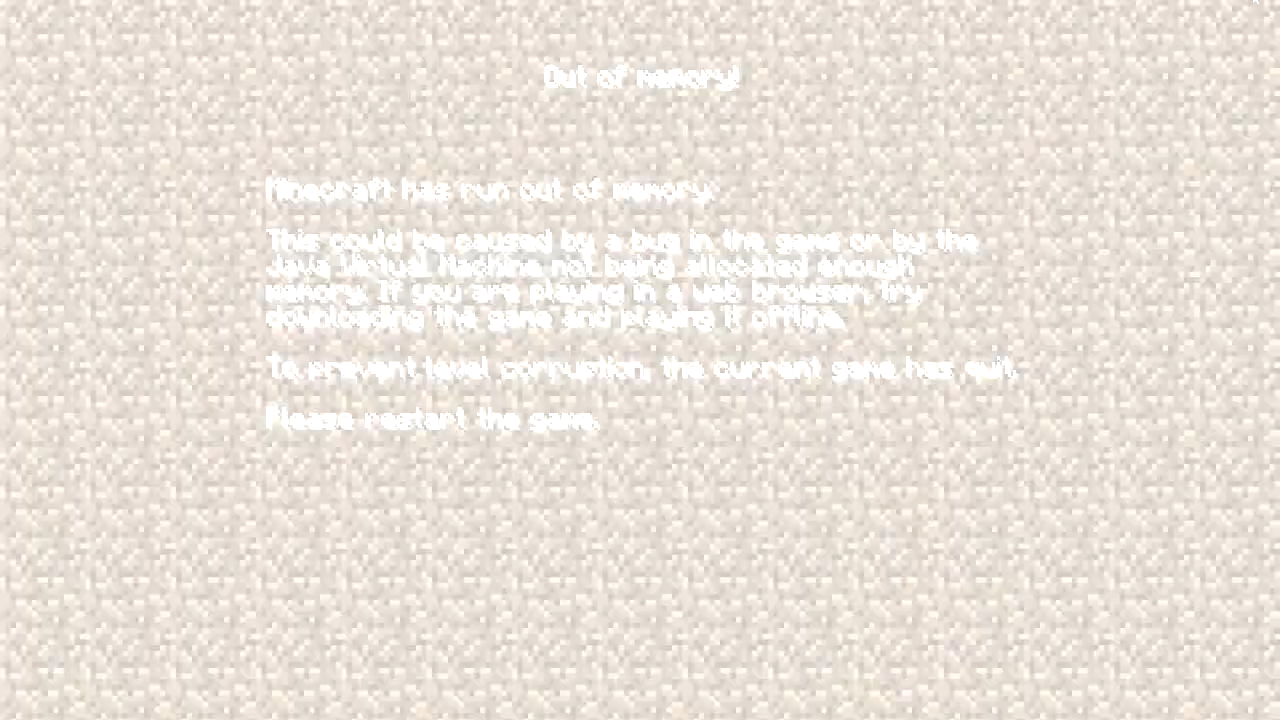 Out of memory!
Minecraft has run out of memory.
This could be caused by a bug in the game or by the
Java Virtual Machine not being allocated enough
memory. If you are playing in a web browser, try
downloading the game and playing it offline.
To prevent level corruption, the current game has quit.
Please restart the game.